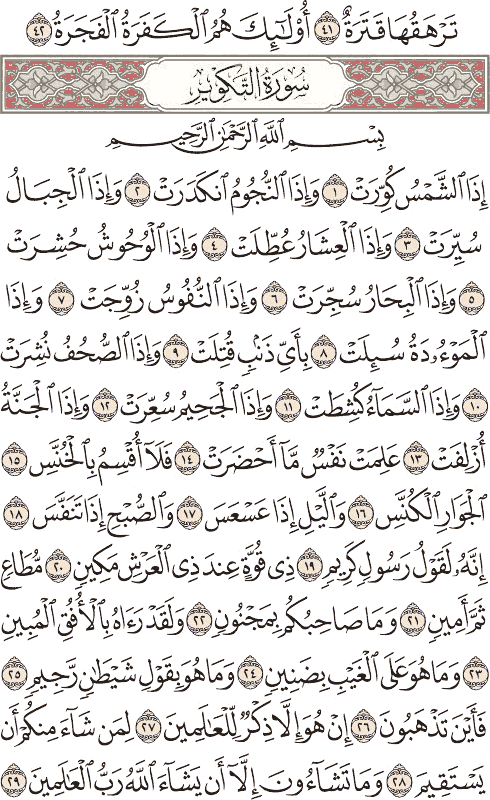 تَرْهَقُهَا قَتَرَةٌ ٤١ أُوْلَٰٓئِكَ هُمُ ٱلْكَفَرَةُ ٱلْفَجَرَةُ ٤٢
سُورَةُ التَّكْوِيرِ
بِسْمِ ٱللَّهِ ٱلرَّحْمَٰنِ ٱلرَّحِيمِ
إِذَا ٱلشَّمْسُ كُوِّرَتْ ١ وَإِذَا ٱلنُّجُومُ ٱنكَدَرَتْ ٢ وَإِذَا ٱلْجِبَالُ
سُيِّرَتْ ٣ وَإِذَا ٱلْعِشَارُ عُطِّلَتْ ٤ وَإِذَا ٱلْوُحُوشُ حُشِرَتْ
٥ وَإِذَا ٱلْبِحَارُ سُجِّرَتْ ٦ وَإِذَا ٱلنُّفُوسُ زُوِّجَتْ ٧ وَإِذَا
ٱلْمَوْءُۥدَةُ سُئِلَتْ ٨ بِأَيِّ ذَنۢبٍ قُتِلَتْ ٩ وَإِذَا ٱلصُّحُفُ نُشِرَتْ
١٠ وَإِذَا ٱلسَّمَآءُ كُشِطَتْ ١١ وَإِذَا ٱلْجَحِيمُ سُعِّرَتْ ١٢ وَإِذَا ٱلْجَنَّةُ
أُزْلِفَتْ ١٣ عَلِمَتْ نَفْسٌ مَّآ أَحْضَرَتْ ١٤ فَلَآ أُقْسِمُ بِٱلْخُنَّسِ ١٥
ٱلْجَوَارِ ٱلْكُنَّسِ ١٦ وَٱلَّيْلِ إِذَا عَسْعَسَ ١٧ وَٱلصُّبْحِ إِذَا تَنَفَّسَ ١٨
إِنَّهُۥ لَقَوْلُ رَسُولٍ كَرِيمٍ ١٩ ذِى قُوَّةٍ عِندَ ذِى ٱلْعَرْشِ مَكِينٍ ٢٠ مُّطَاعٍ
ثَمَّ أَمِينٍ ٢١ وَمَا صَاحِبُكُم بِمَجْنُونٍ ٢٢ وَلَقَدْ رَءَاهُ بِٱلْأُفُقِ ٱلْمُبِينِ
٢٣ وَمَا هُوَ عَلَى ٱلْغَيْبِ بِضَنِينٍ ٢٤ وَمَا هُوَ بِقَوْلِ شَيْطَٰنٍ رَّجِيمٍ ٢٥
فَأَيْنَ تَذْهَبُونَ ٢٦ إِنْ هُوَ إِلَّا ذِكْرٌ لِّلْعَٰلَمِينَ ٢٧ لِمَن شَآءَ مِنكُمْ أَن
يَسْتَقِيمَ ٢٨ وَمَا تَشَآءُونَ إِلَّآ أَن يَشَآءَ ٱللَّهُ رَبُّ ٱلْعَٰلَمِينَ ٢٩